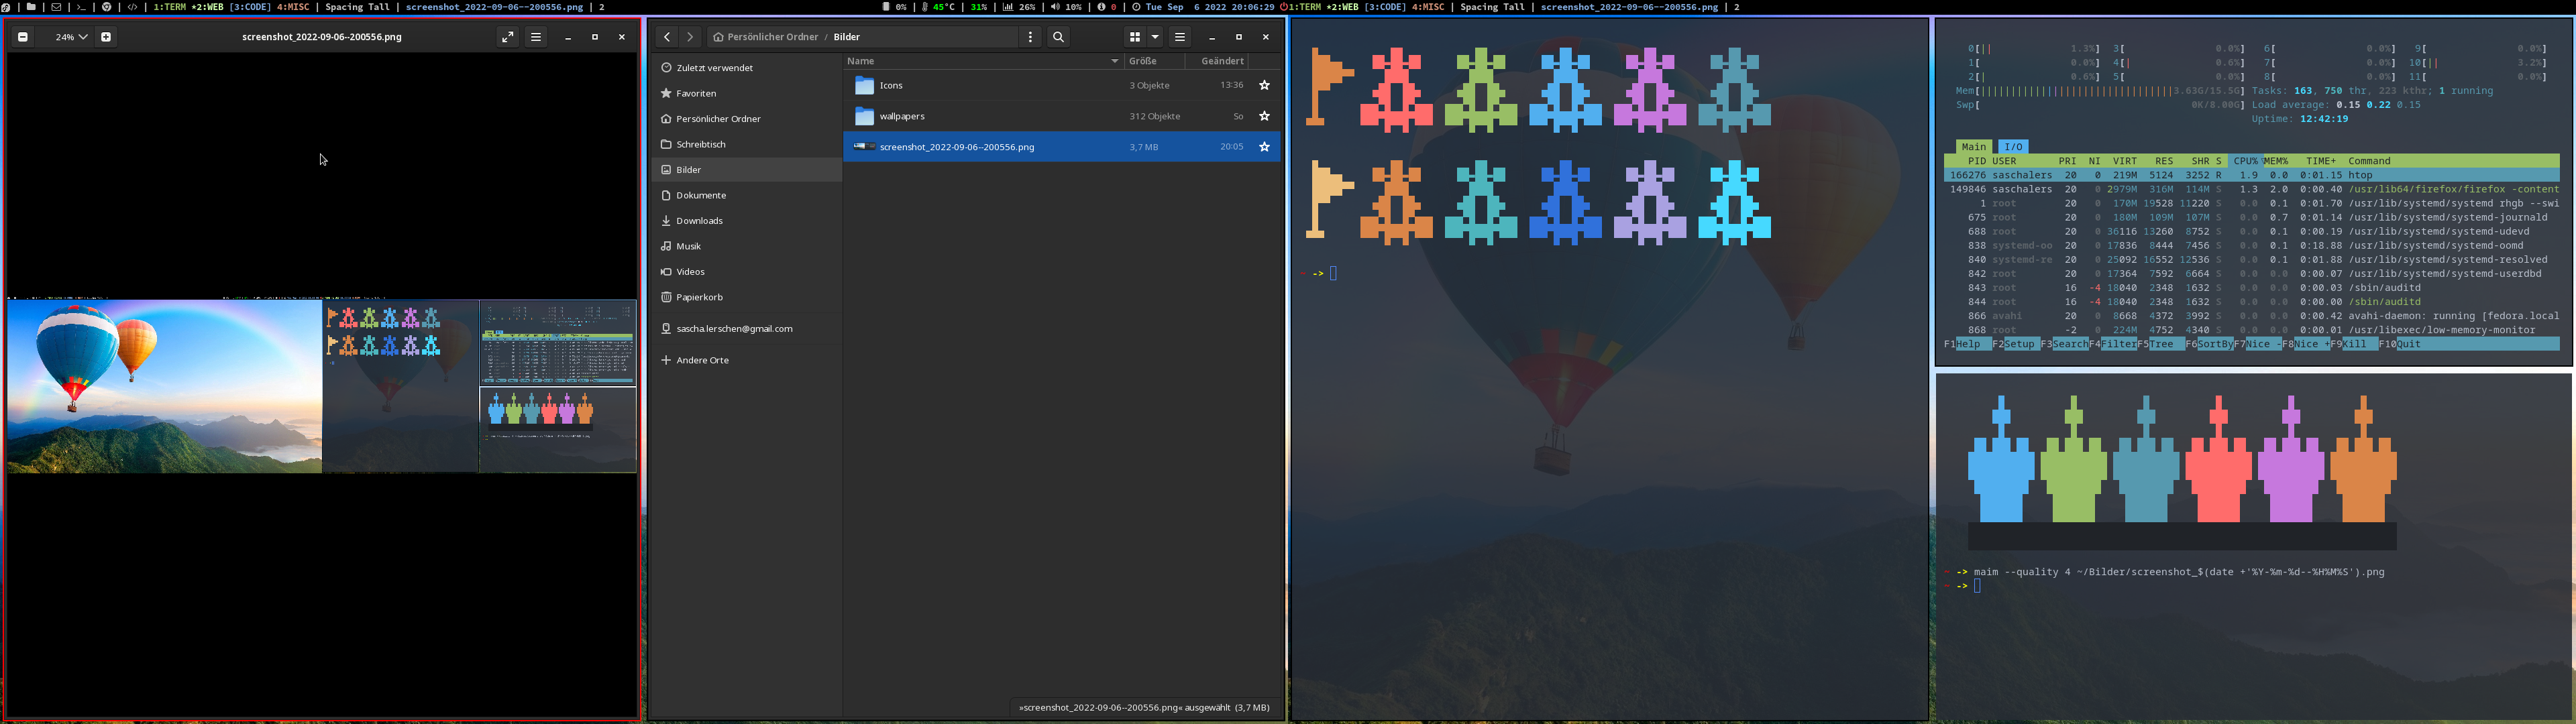 1:TERM *2:WEB [3:CODE] 4:MISC | Spacing Tall | screenshot_2022-09-06--200556.png | 2
0% | 45°C | 31% | 26% | 10% | 0 | Tue Sep 6 2022 20:06:29
1:TERM *2:WEB [3:CODE] 4:MISC | Spacing Tall | screenshot_2022-09-06--200556.png | 2
24%
screenshot_2022-09-06--200556.png
Persönlicher Ordner / Bilder
Zuletzt verwendet
Favoriten
Persönlicher Ordner
Schreibtisch
Bilder
Dokumente
Downloads
Musik
Videos
Papierkorb
sascha.lerschen@gmail.com
Andere Orte
Name Größe Geändert
Icons 3 Objekte 13:36
wallpapers 312 Objekte So
screenshot_2022-09-06--200556.png 3,7 MB 20:05
»screenshot_2022-09-06--200556.png« ausgewählt (3,7 MB)
~ ->
0[|| 1.3%] 3[ 0.0%] 6[ 0.0%] 9[ 0.0%]
1[ 0.0%] 4[| 0.6%] 7[ 0.0%] 10[|| 3.2%]
2[| 0.6%] 5[ 0.0%] 8[ 0.0%] 11[ 0.0%]
Mem[||||||||||||||||||||||||||||||||3.63G/15.5G] Tasks: 163, 750 thr, 223 kthr; 1 running
Swp[ 0K/8.00G] Load average: 0.15 0.22 0.15
Uptime: 12:42:19
Main I/O
PID USER PRI NI VIRT RES SHR S CPU% MEM% TIME+ Command
166276 saschalers 20 0 219M 5124 3252 R 1.9 0.0 0:01.15 htop
149846 saschalers 20 0 2979M 316M 114M S 1.3 2.0 0:00.40 /usr/lib64/firefox/firefox -content
1 root 20 0 170M 19528 11220 S 0.0 0.1 0:01.70 /usr/lib/systemd/systemd rhgb --swi
675 root 20 0 180M 109M 107M S 0.0 0.7 0:01.14 /usr/lib/systemd/systemd-journald
688 root 20 0 36116 13260 8752 S 0.0 0.1 0:00.19 /usr/lib/systemd/systemd-udevd
838 systemd-oo 20 0 17836 8444 7456 S 0.0 0.1 0:18.88 /usr/lib/systemd/systemd-oomd
840 systemd-re 20 0 25092 16552 12536 S 0.0 0.1 0:01.88 /usr/lib/systemd/systemd-resolved
842 root 20 0 17364 7592 6664 S 0.0 0.0 0:00.07 /usr/lib/systemd/systemd-userdbd
843 root 16 -4 18040 2348 1632 S 0.0 0.0 0:00.03 /sbin/auditd
844 root 16 -4 18040 2348 1632 S 0.0 0.0 0:00.00 /sbin/auditd
866 avahi 20 0 8668 4372 3992 S 0.0 0.0 0:00.42 avahi-daemon: running [fedora.local
868 root -2 0 224M 4752 4340 S 0.0 0.0 0:00.01 /usr/libexec/low-memory-monitor
F1Help F2Setup F3SearchF4FilterF5Tree F6SortByF7Nice -F8Nice +F9Kill F10Quit
~ -> maim --quality 4 ~/Bilder/screenshot_$(date +'%Y-%m-%d--%H%M%S').png
~ ->